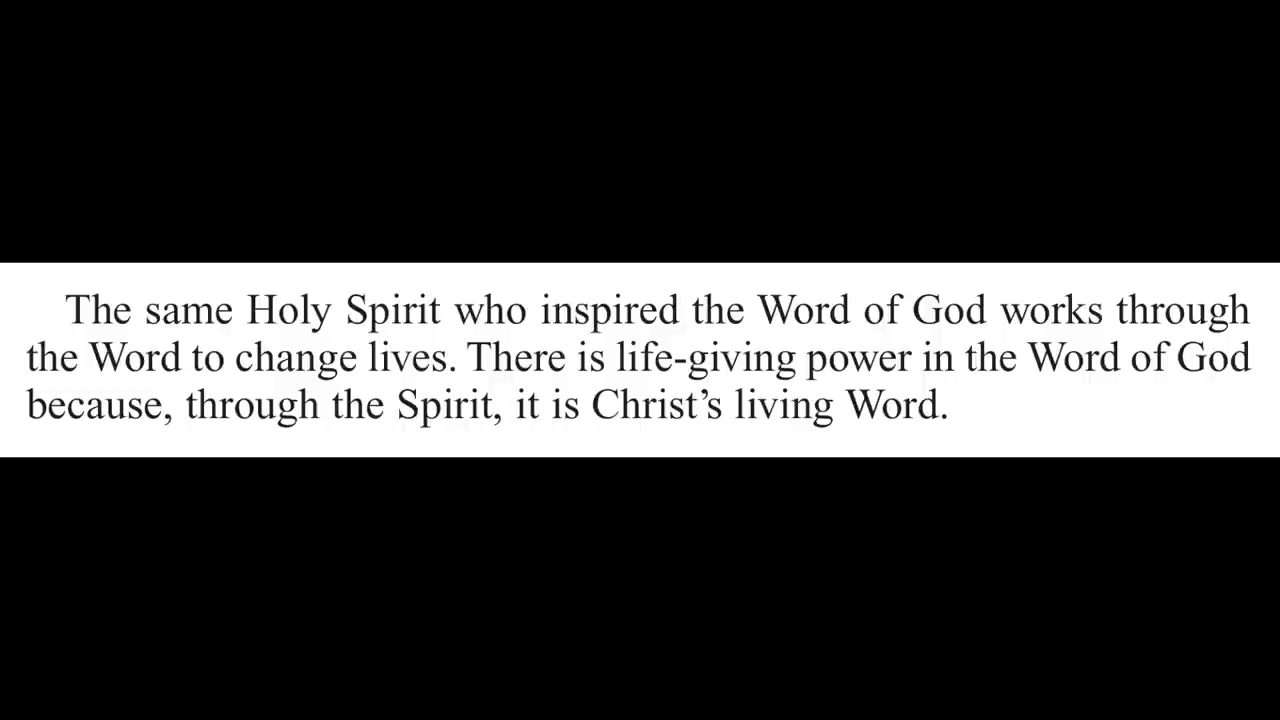 The same Holy Spirit who inspired the Word of God works through
the Word to change lives. There is life-giving power in the Word of God
because, through the Spirit, it is Christ’s living Word.